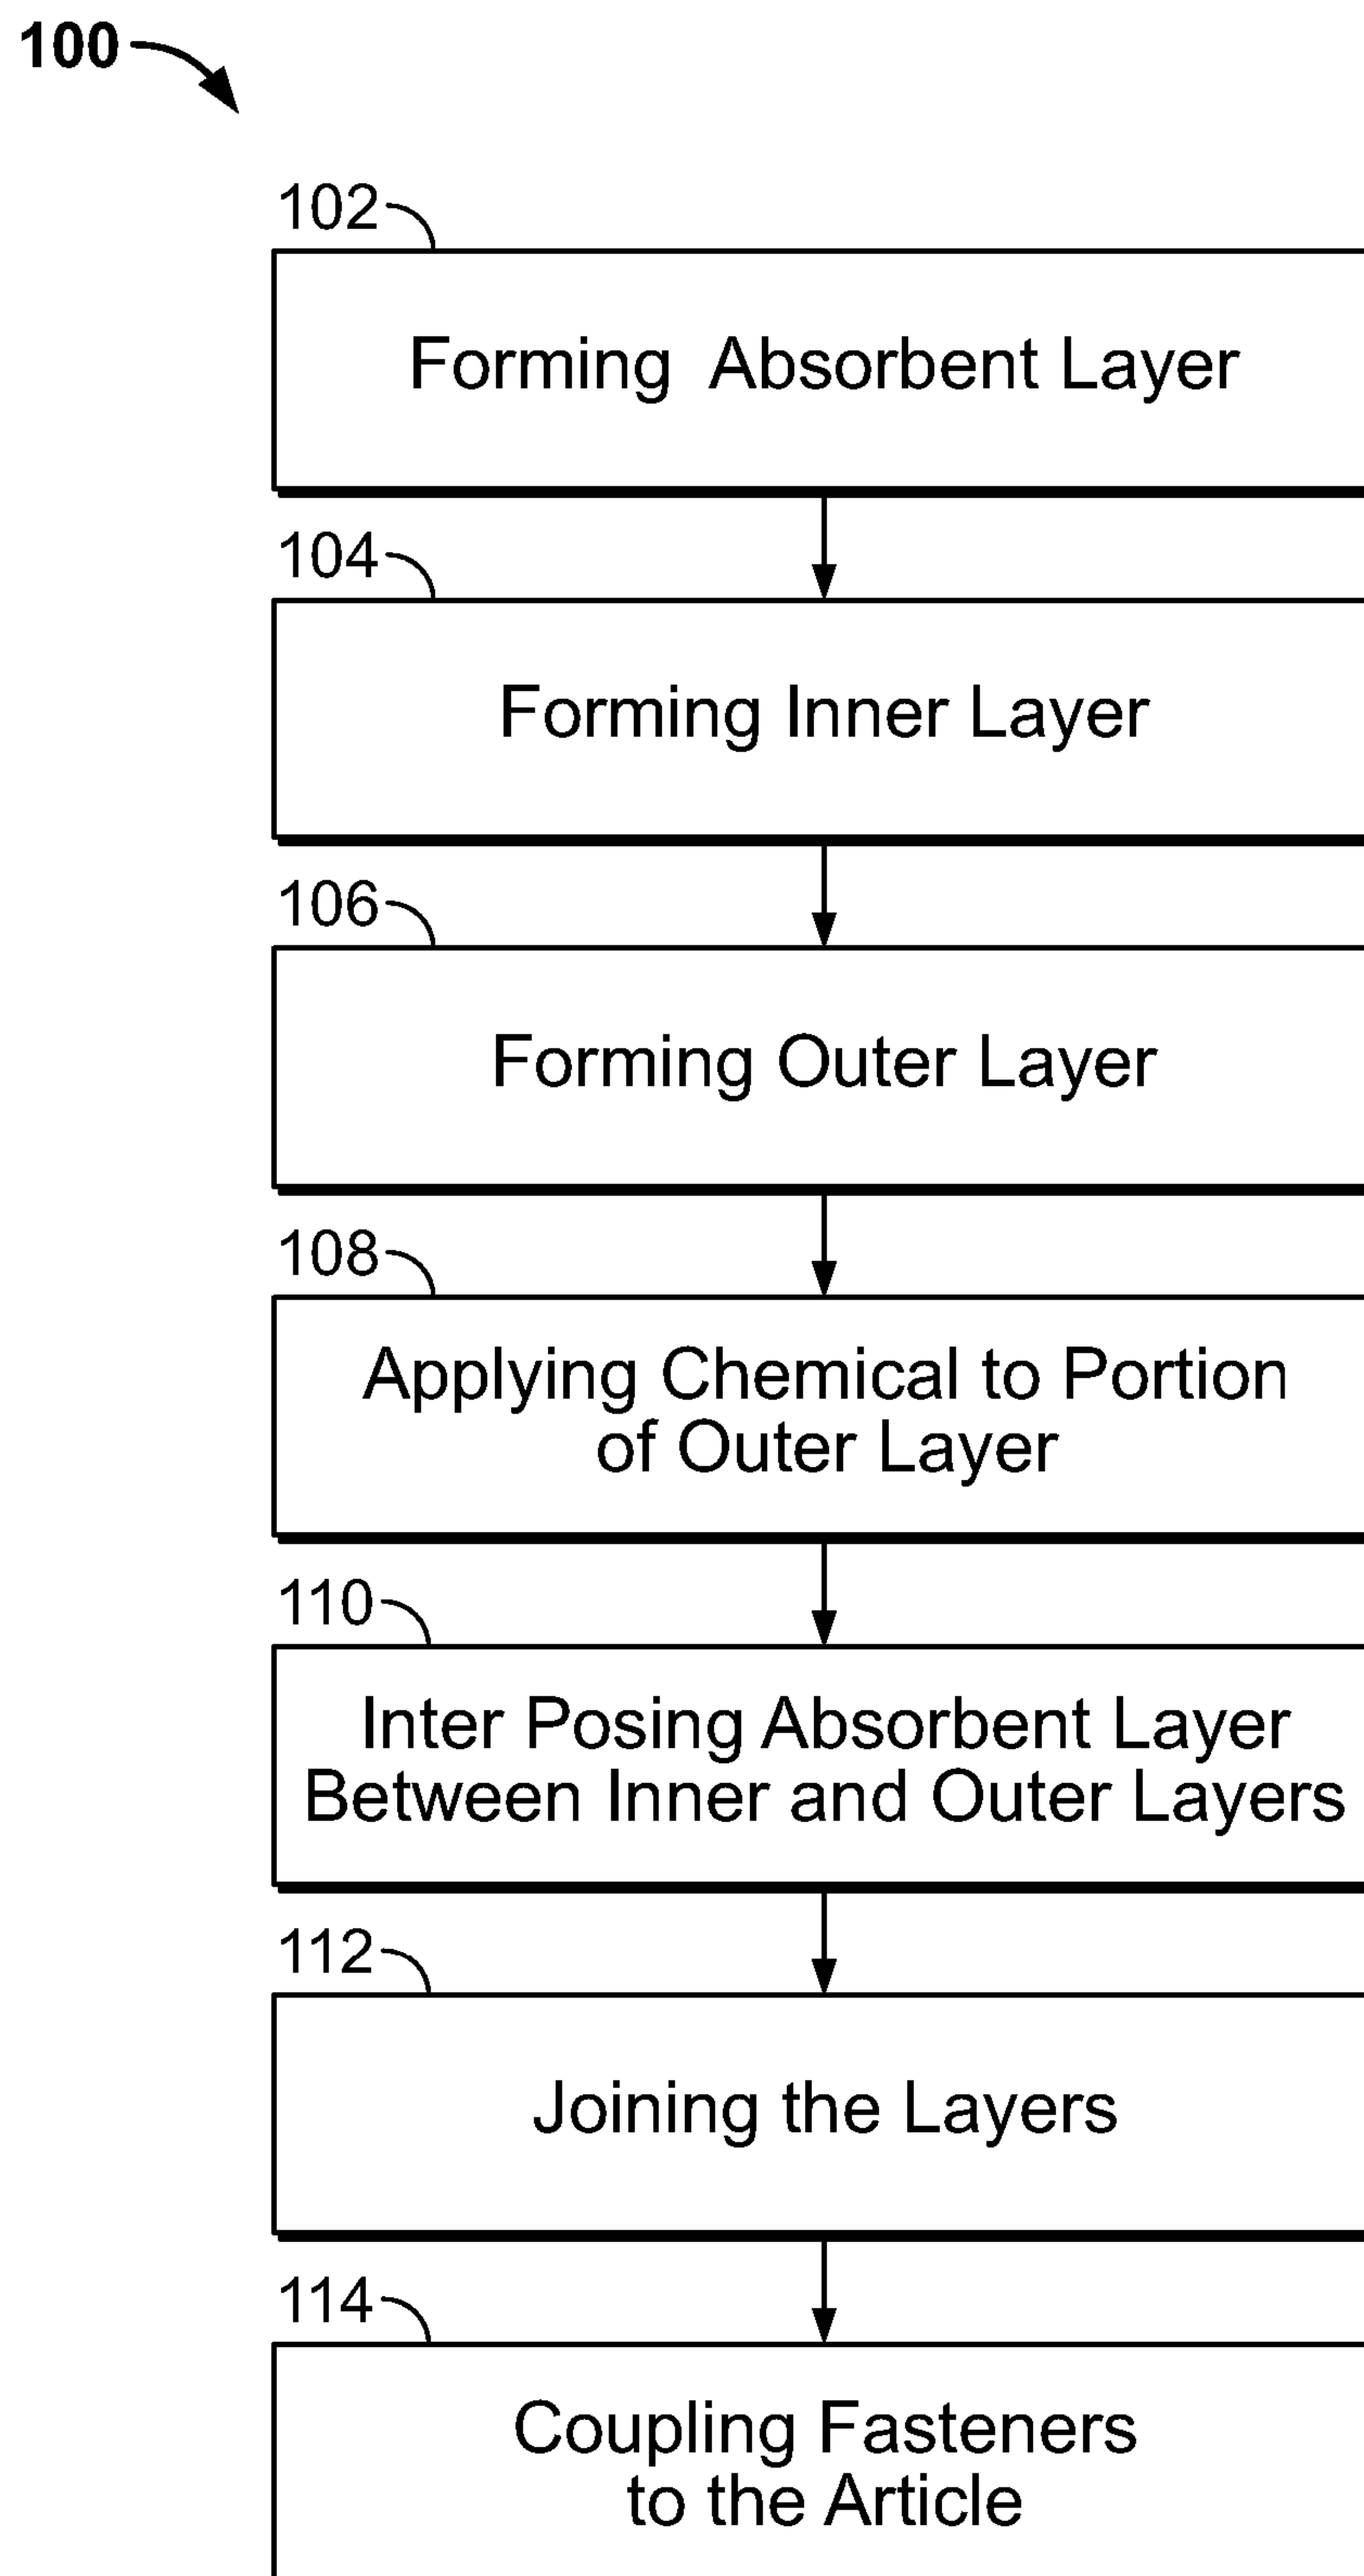 100
102
Forming Absorbent Layer
104
Forming Inner Layer
106
Forming Outer Layer
108
Applying Chemical to Portion
of Outer Layer
110
Inter Posing Absorbent Layer
Between Inner and Outer Layers
112
Joining the Layers
114
Coupling Fasteners
to the Article